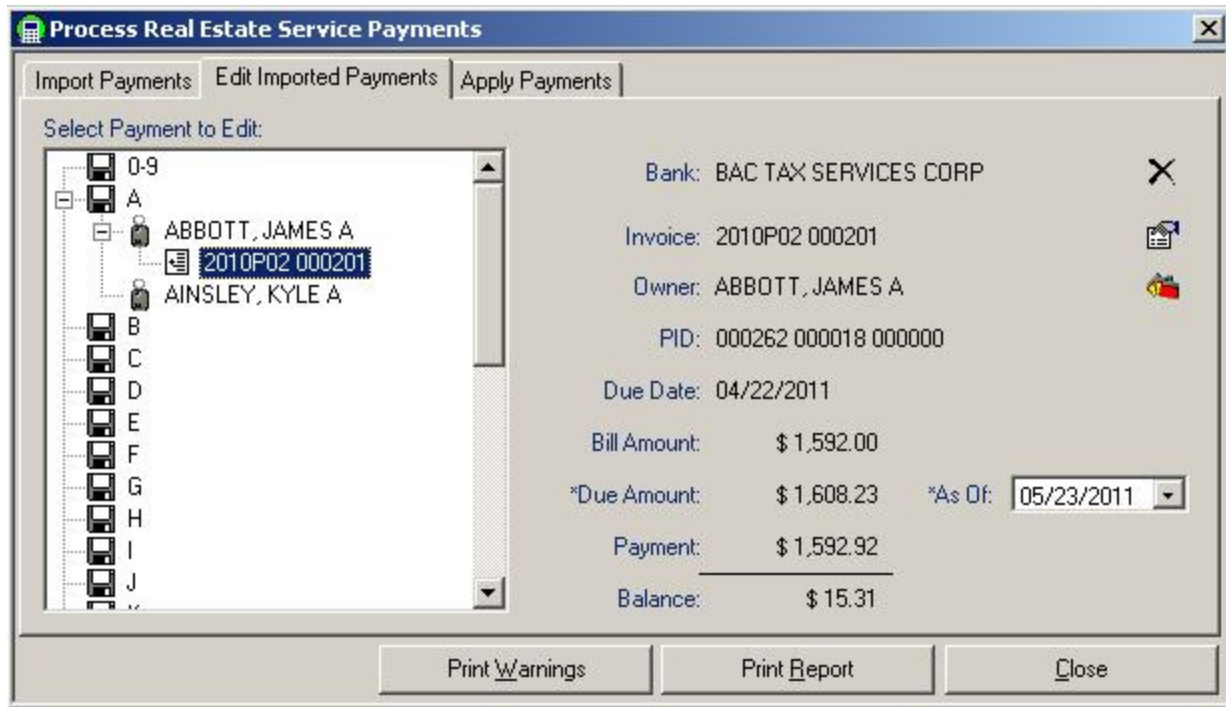 Process Real Estate Service Payments
Import Payments Edit Imported Payments Apply Payments
Select Payment to Edit:
0-9
A
ABBOTT, JAMES A
2010P02 000201
AINSLEY, KYLE A
B
C
D
E
F
G
H
I
J
Bank: BAC TAX SERVICES CORP
Invoice: 2010P02 000201
Owner: ABBOTT, JAMES A
PID: 000262 000018 000000
Due Date: 04/22/2011
Bill Amount: $ 1,592.00
*Due Amount: $ 1,608.23 *As Of: 05/23/2011
Payment: $ 1,592.92
Balance: $ 15.31
Print Warnings Print Report Close